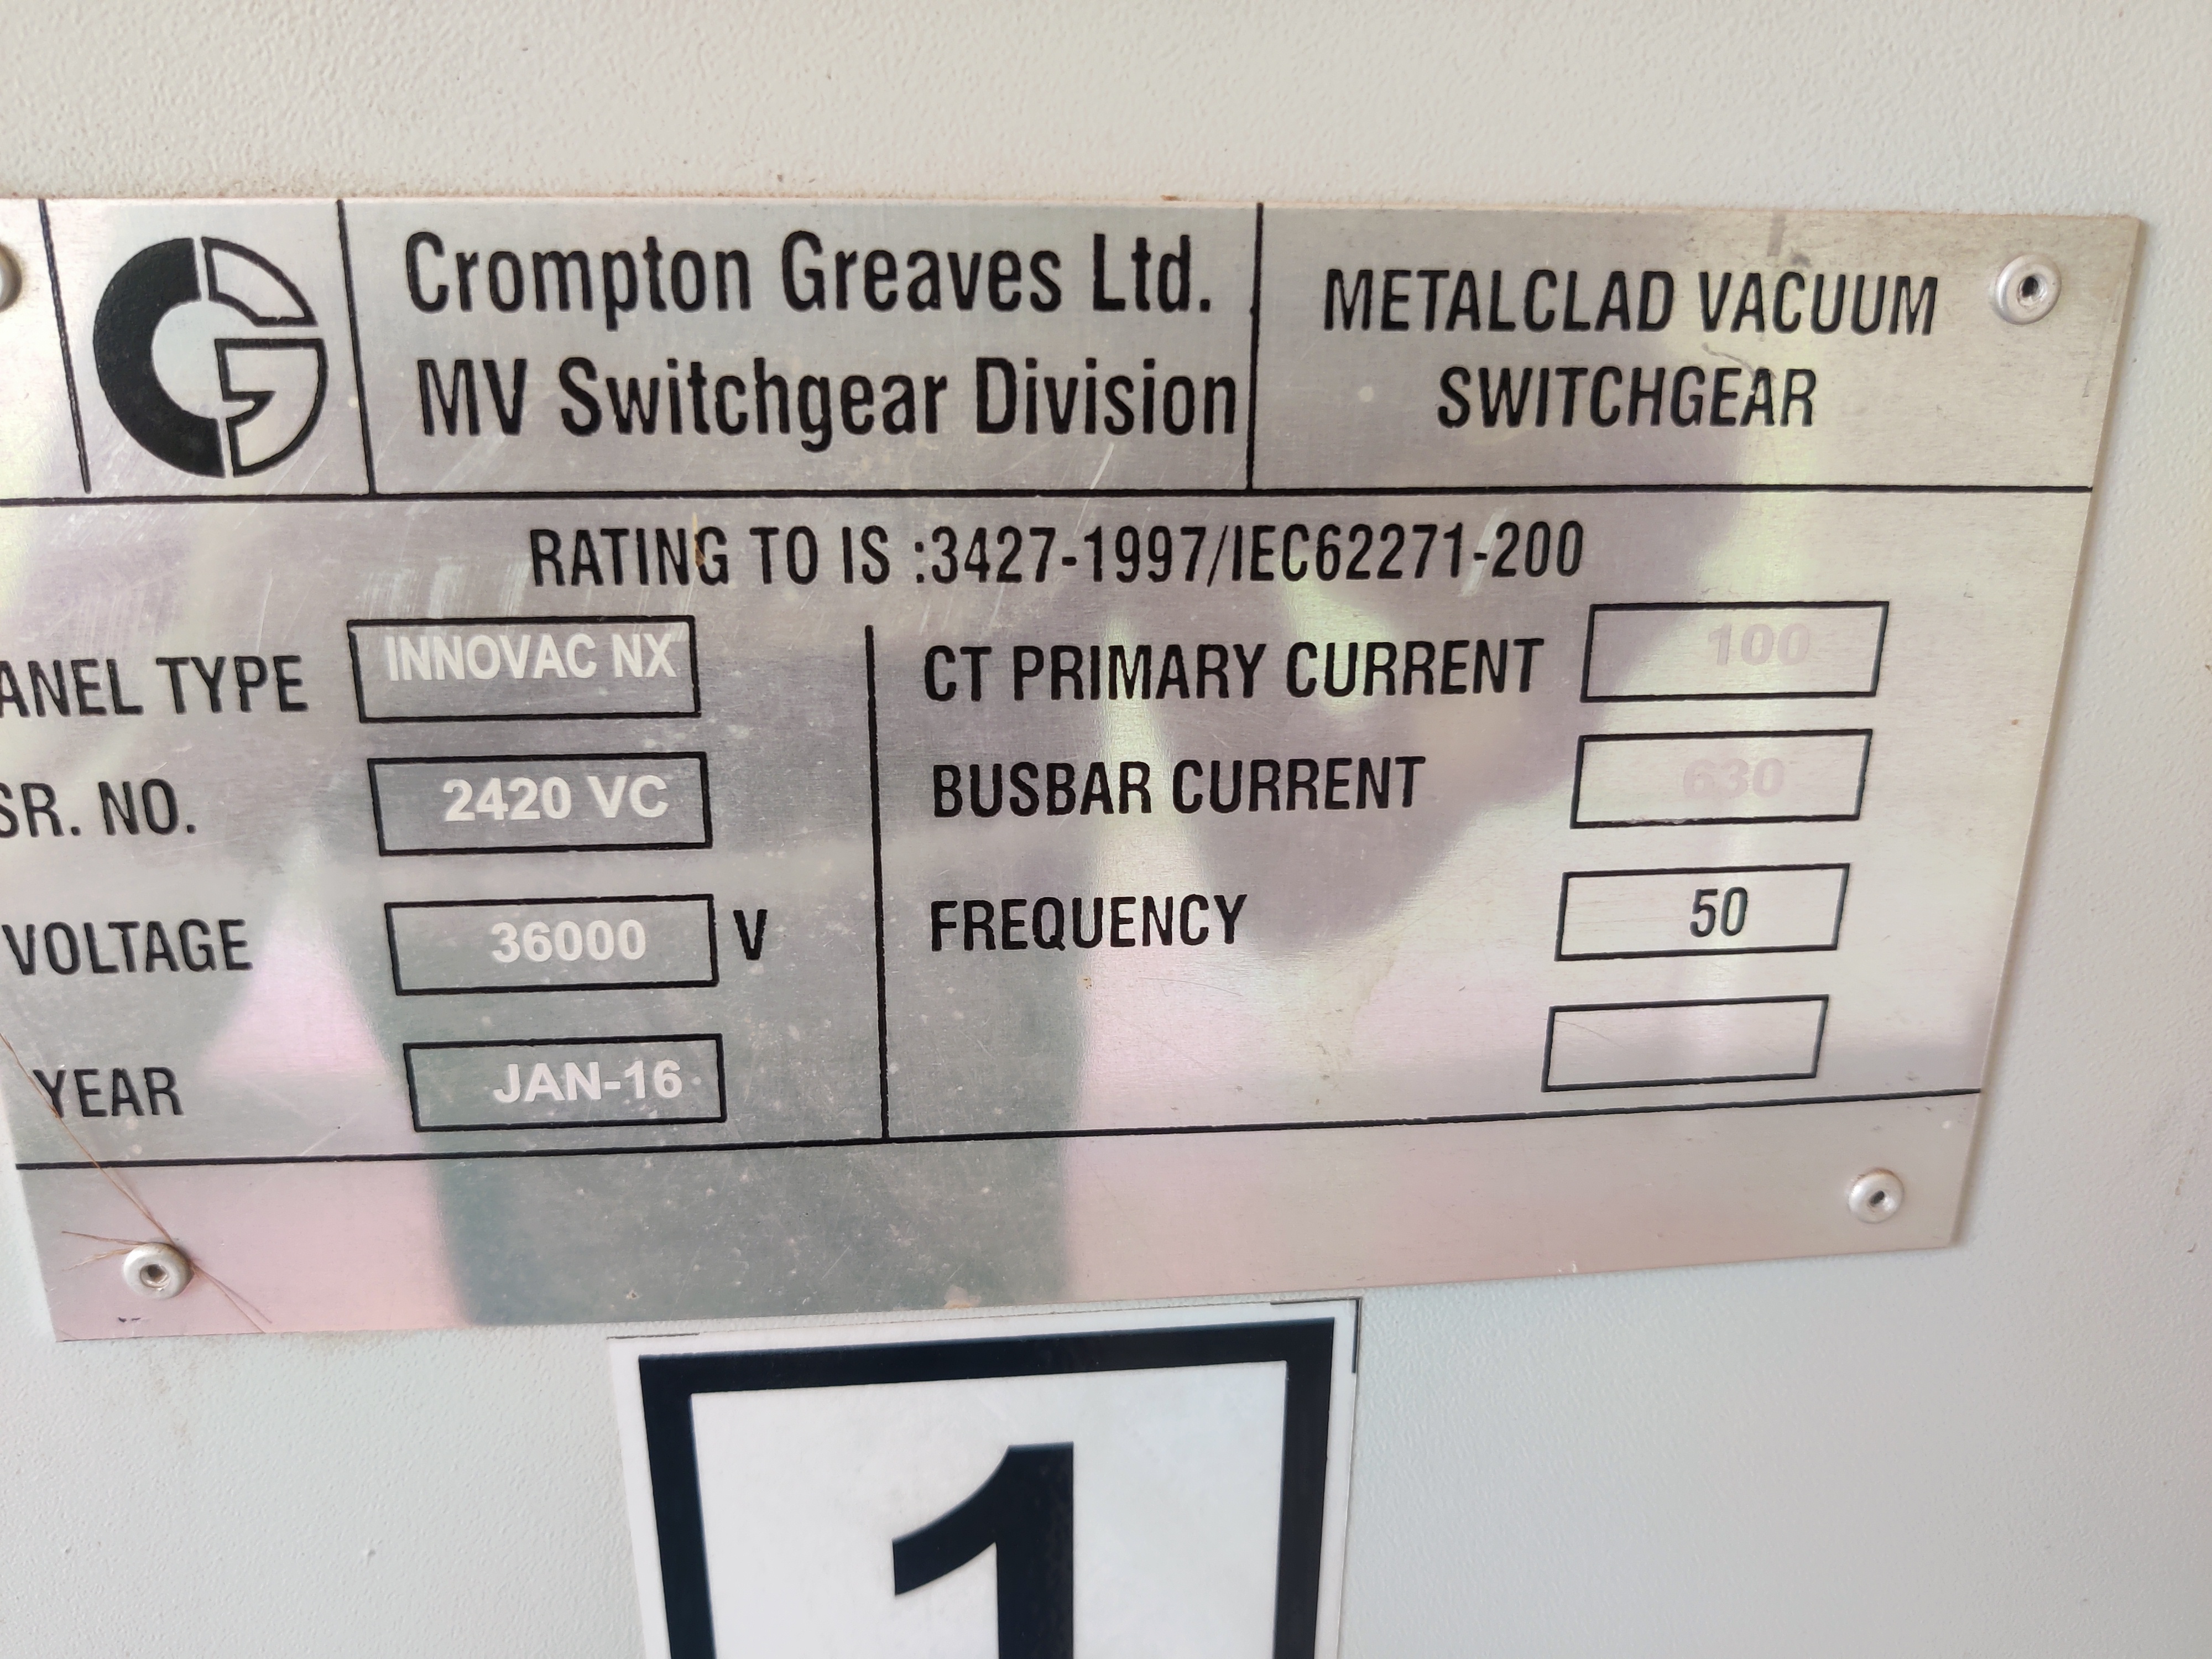 CG
Crompton Greaves Ltd.
MV Switchgear Division
METALCLAD VACUUM
SWITCHGEAR
RATING TO IS :3427-1997/IEC62271-200
ANEL TYPE INNOVAC NX
SR. NO. 2420 VC
VOLTAGE 36000 V
YEAR JAN-16
CT PRIMARY CURRENT 100
BUSBAR CURRENT 630
FREQUENCY 50
1